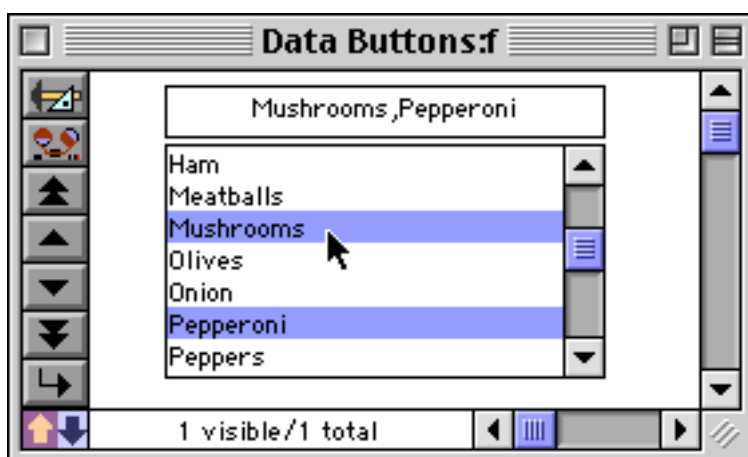 Data Buttons:f
Mushrooms,Pepperoni
Ham
Meatballs
Mushrooms
Olives
Onion
Pepperoni
Peppers
1 visible/1 total